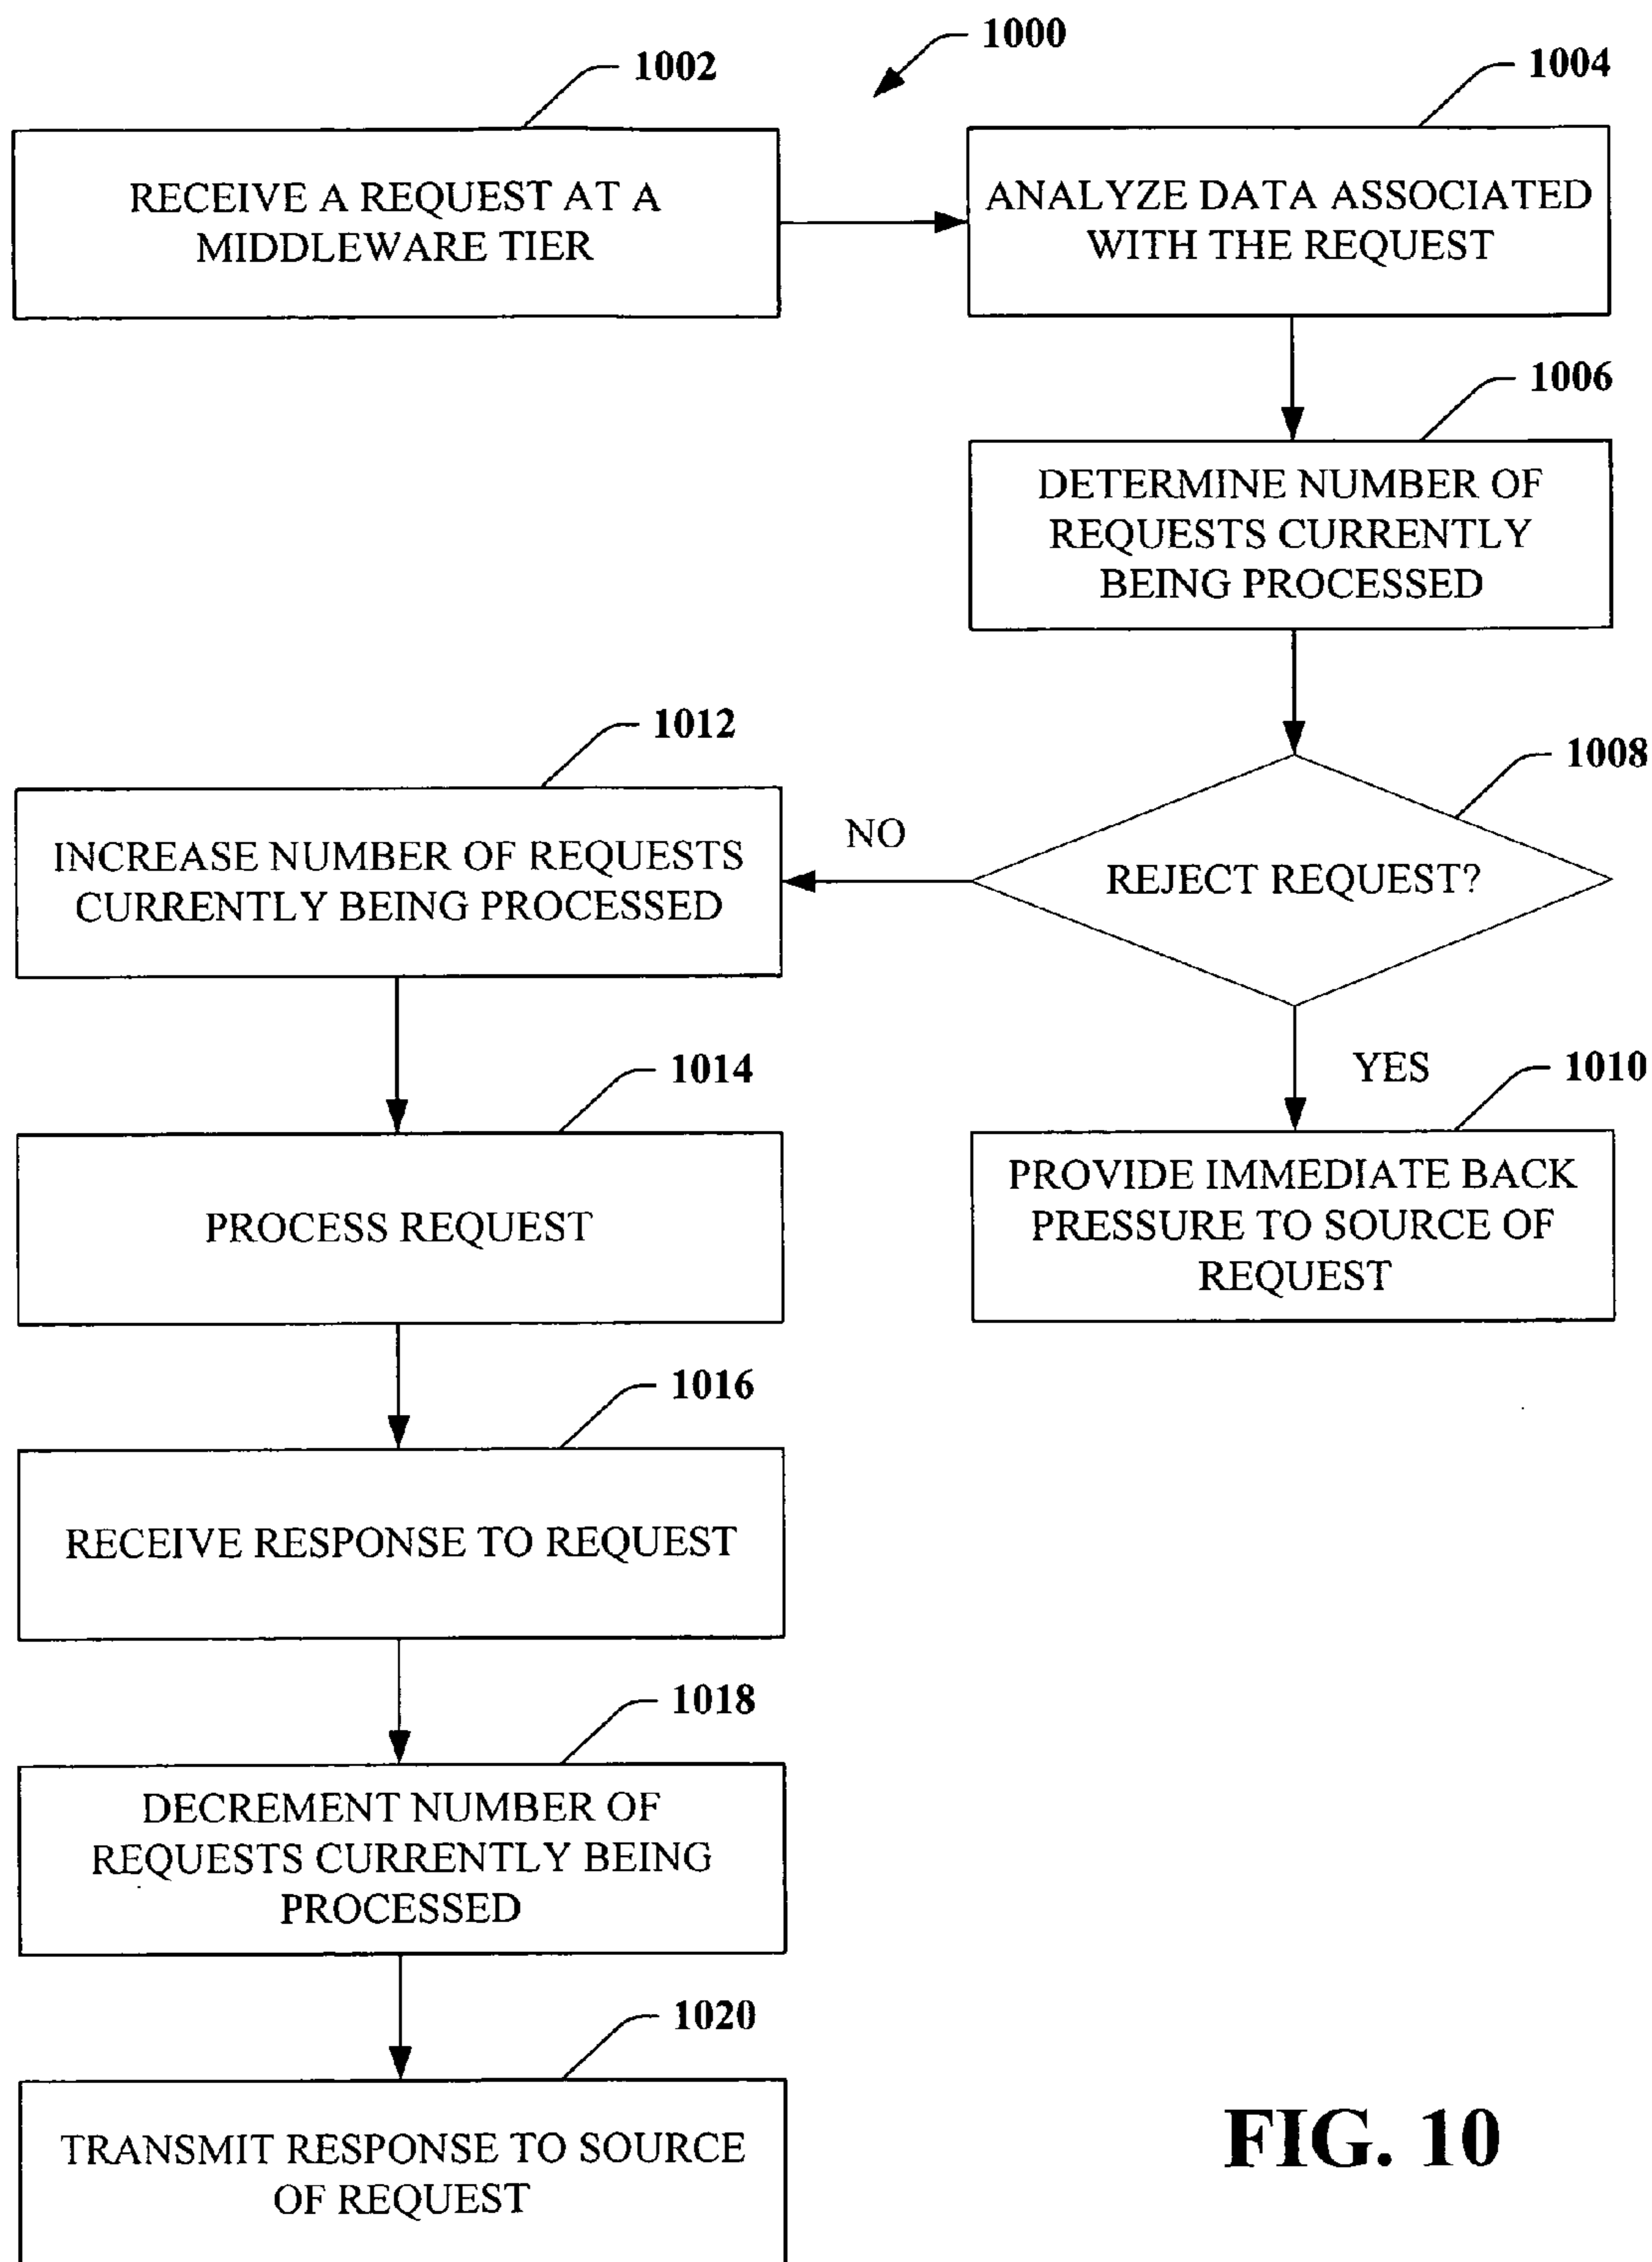 1000
1002
RECEIVE A REQUEST AT A
MIDDLEWARE TIER
1004
ANALYZE DATA ASSOCIATED
WITH THE REQUEST
1006
DETERMINE NUMBER OF
REQUESTS CURRENTLY
BEING PROCESSED
1008
REJECT REQUEST?
NO
YES
1010
PROVIDE IMMEDIATE BACK
PRESSURE TO SOURCE OF
REQUEST
1012
INCREASE NUMBER OF REQUESTS
CURRENTLY BEING PROCESSED
1014
PROCESS REQUEST
1016
RECEIVE RESPONSE TO REQUEST
1018
DECREMENT NUMBER OF
REQUESTS CURRENTLY BEING
PROCESSED
1020
TRANSMIT RESPONSE TO SOURCE
OF REQUEST
FIG. 10